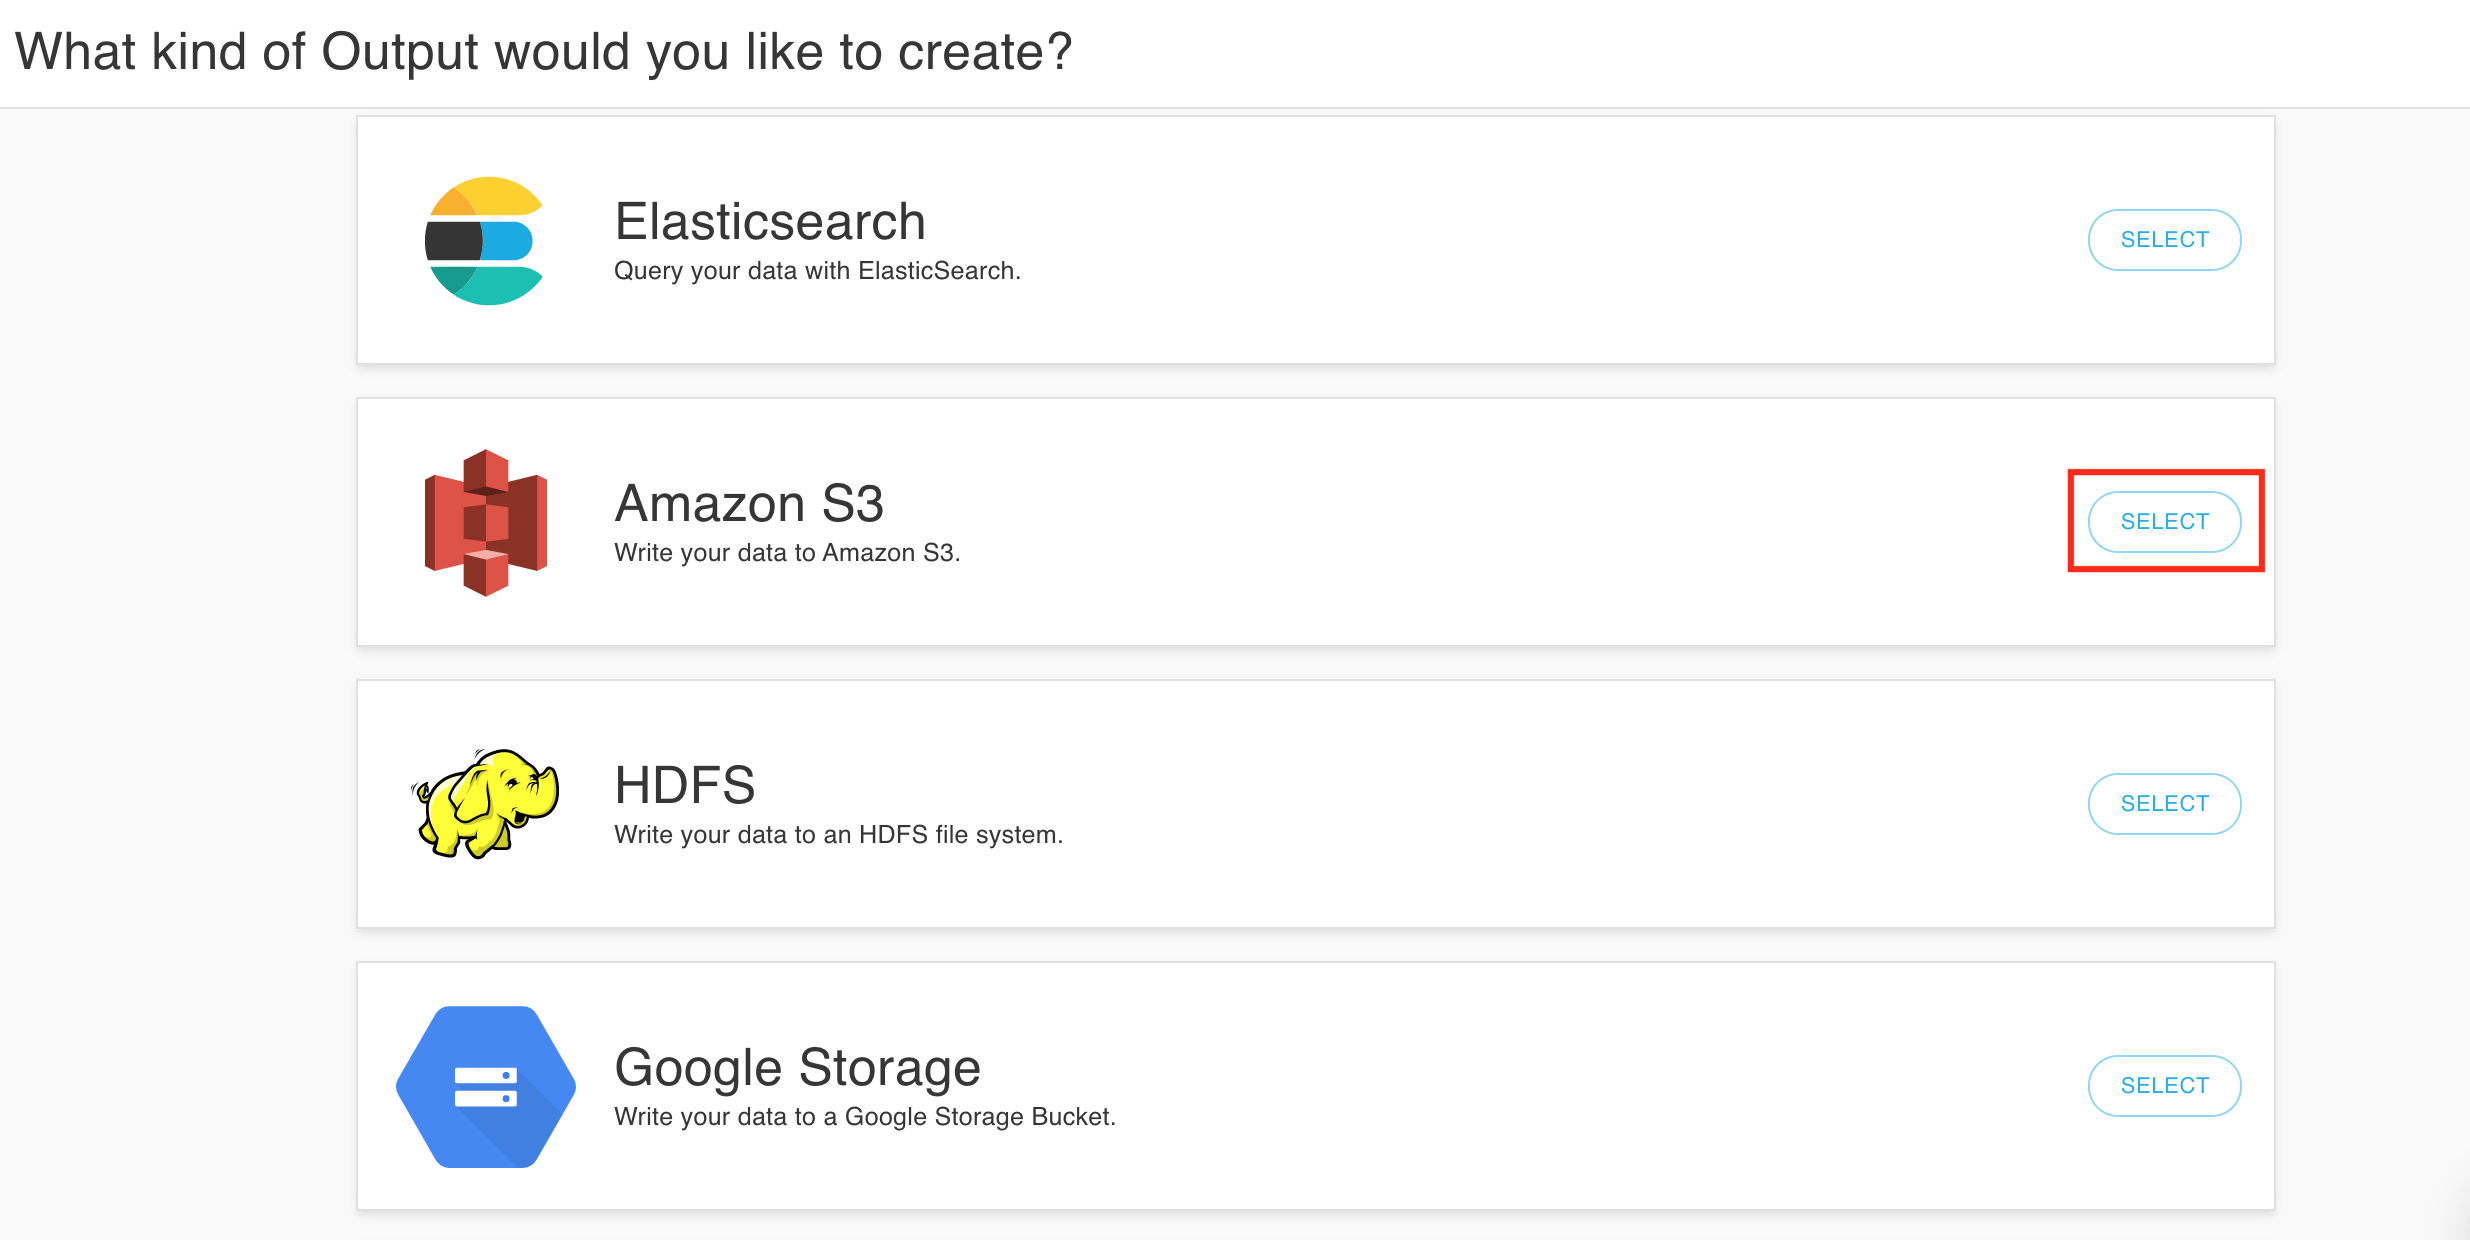 What kind of Output would you like to create?
Elasticsearch
Query your data with ElasticSearch.
SELECT
Amazon S3
Write your data to Amazon S3.
SELECT
HDFS
Write your data to an HDFS file system.
SELECT
Google Storage
Write your data to a Google Storage Bucket.
SELECT